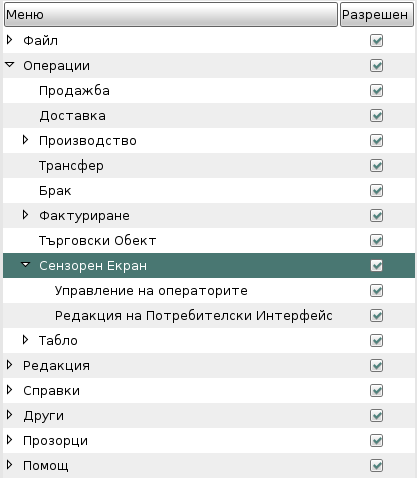 Меню Разрешен
Файл
Операции
Продажба
Доставка
Производство
Трансфер
Брак
Фактуриране
Търговски Обект
Сензорен Екран
Управление на операторите
Редакция на Потребителски Интерфейс
Табло
Редакция
Справки
Други
Прозорци
Помощ